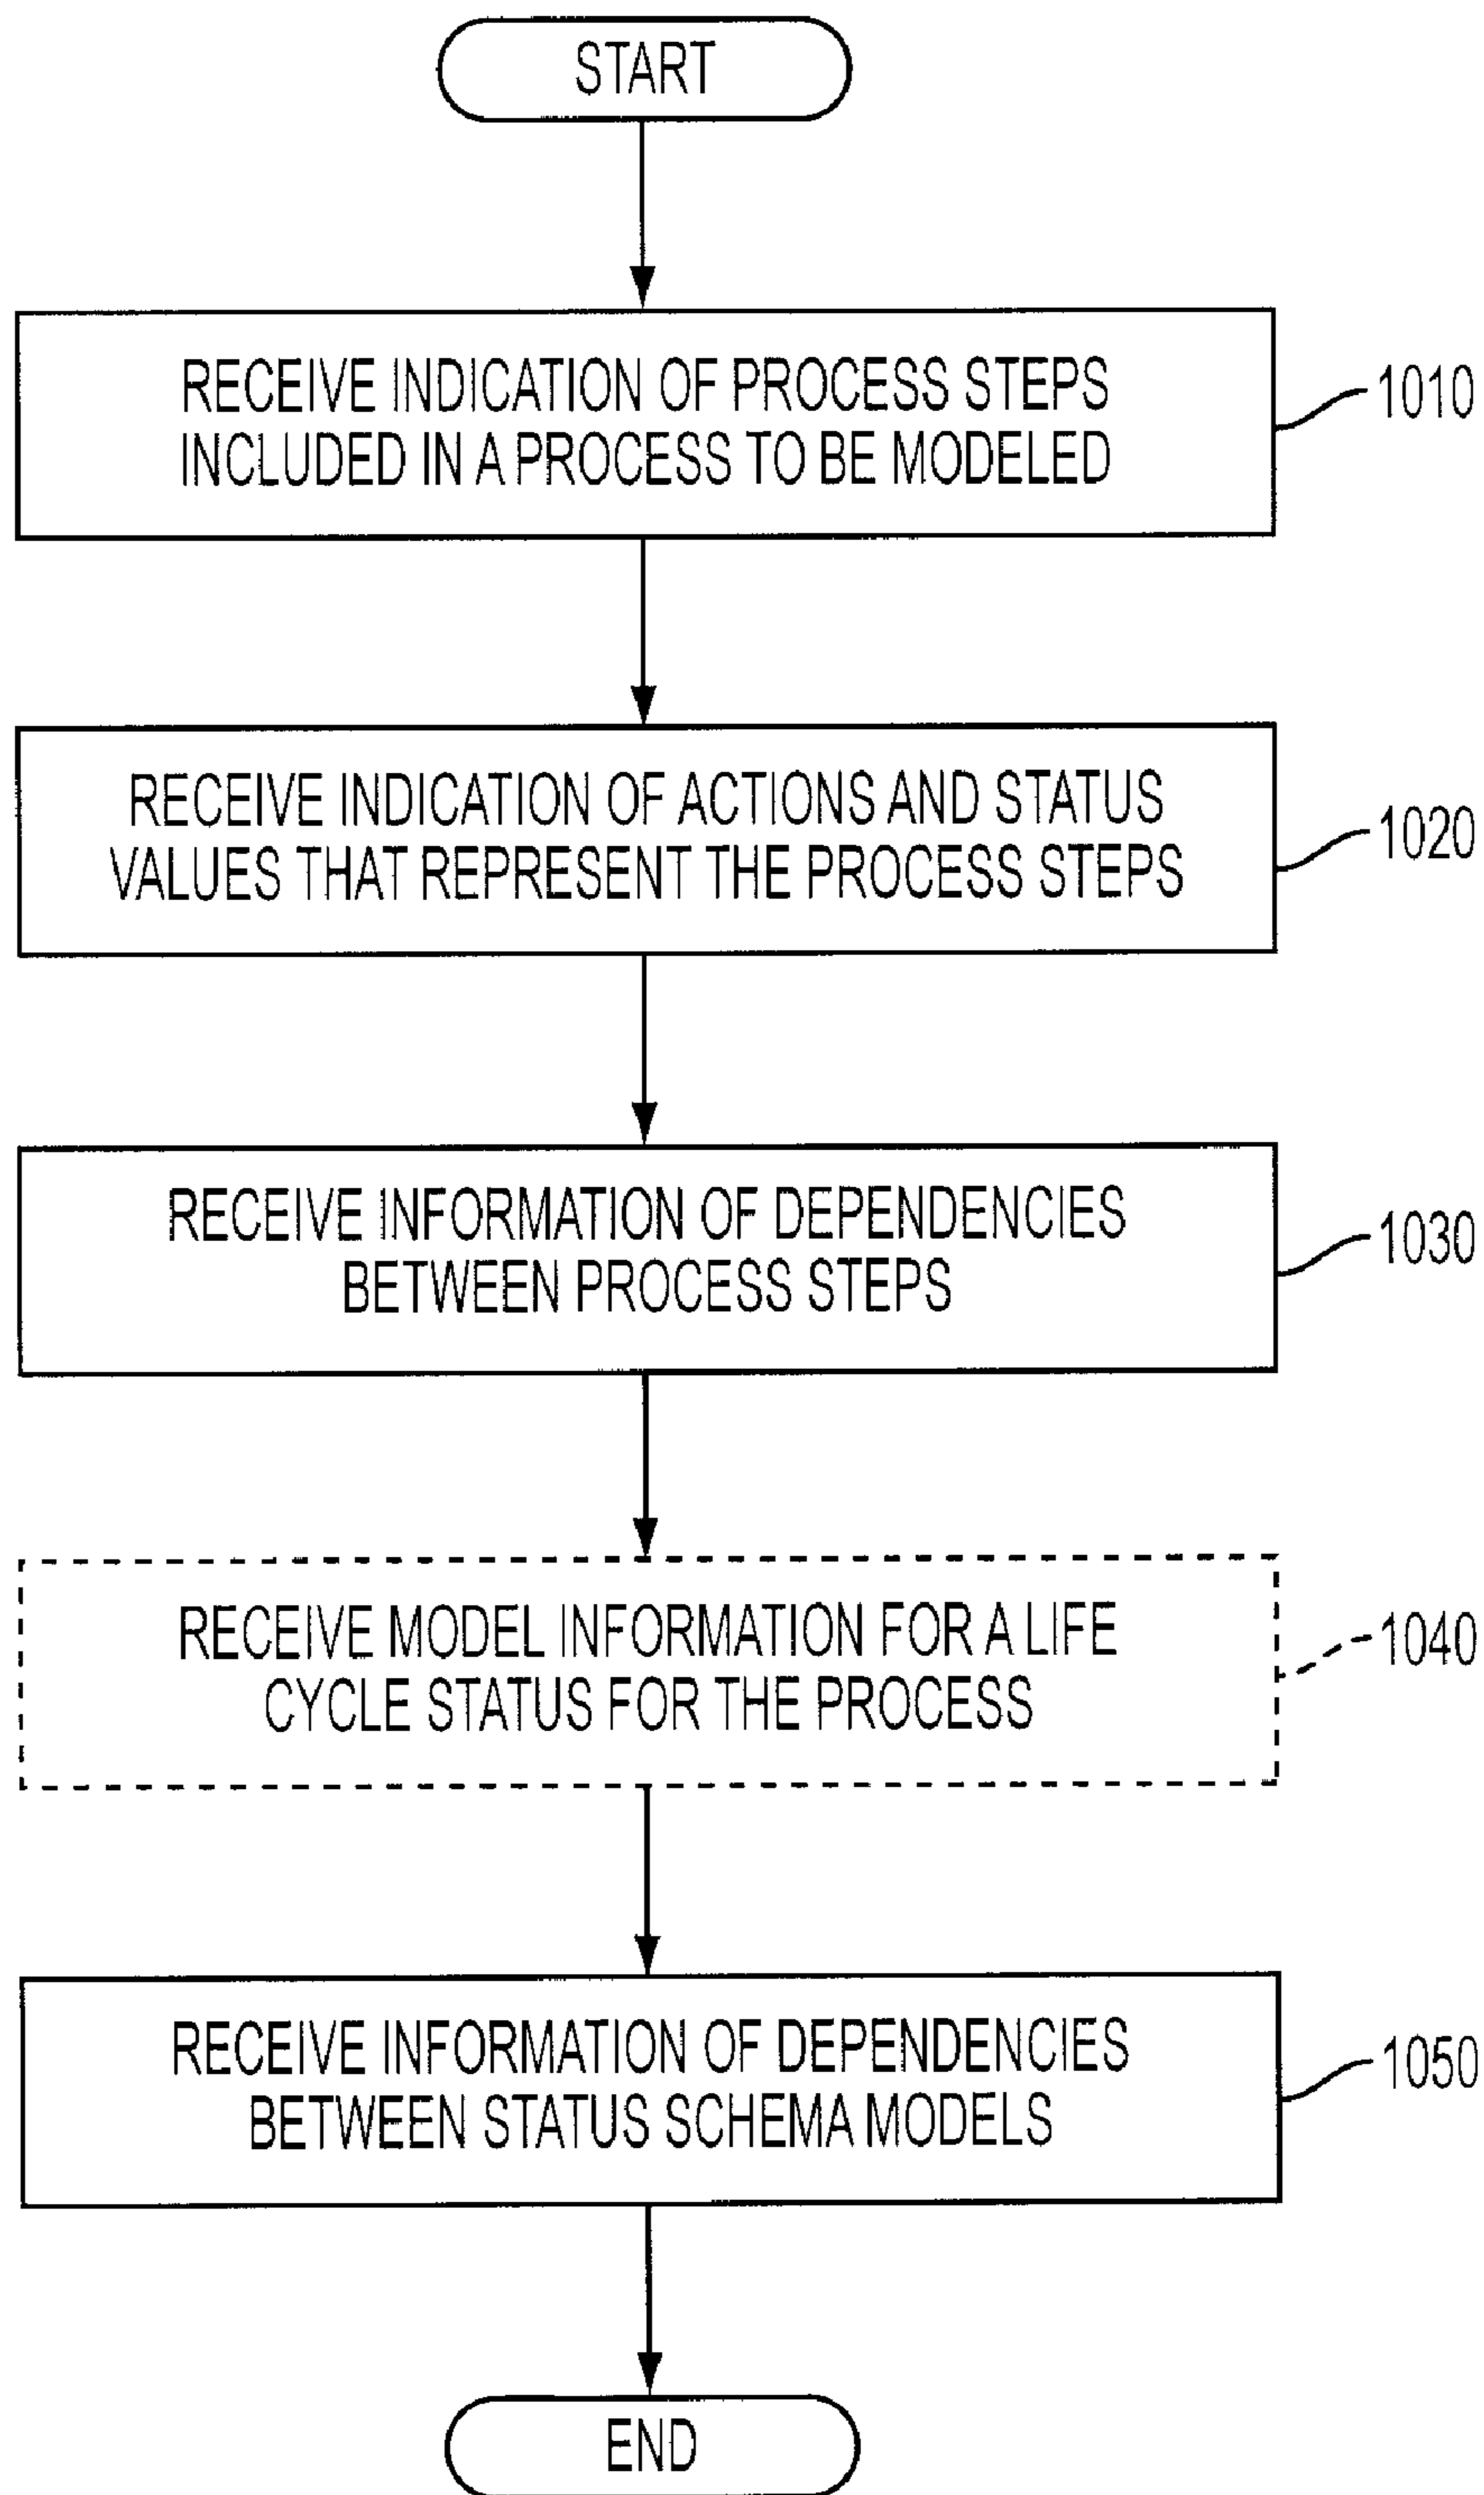 START
RECEIVE INDICATION OF PROCESS STEPS
INCLUDED IN A PROCESS TO BE MODELED
1010
RECEIVE INDICATION OF ACTIONS AND STATUS
VALUES THAT REPRESENT THE PROCESS STEPS
1020
RECEIVE INFORMATION OF DEPENDENCIES
BETWEEN PROCESS STEPS
1030
RECEIVE MODEL INFORMATION FOR A LIFE
CYCLE STATUS FOR THE PROCESS
1040
RECEIVE INFORMATION OF DEPENDENCIES
BETWEEN STATUS SCHEMA MODELS
1050
END